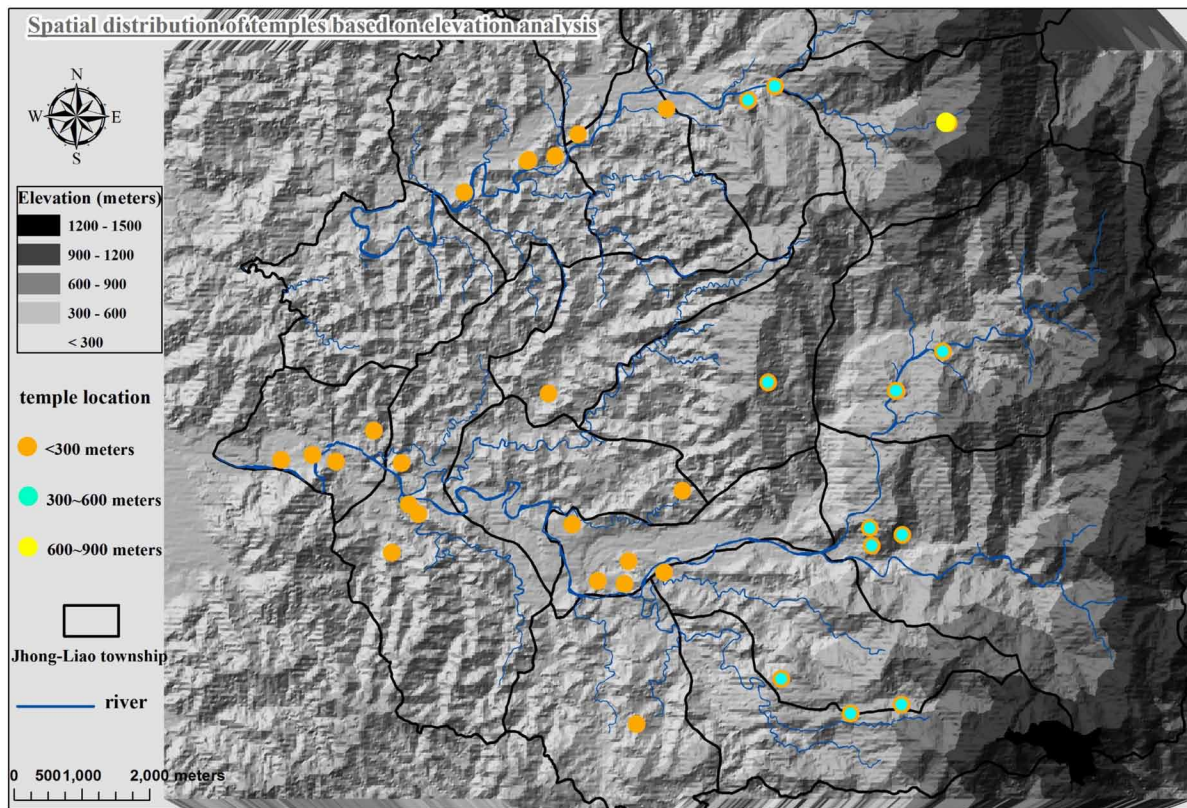 Spatial distribution of temples based on elevation analysis
N
W E
S
Elevation (meters)
1200 - 1500
900 - 1200
600 - 900
300 - 600
< 300
temple location
<300 meters
300~600 meters
600~900 meters
Jhong-Liao township
river
0 500 1,000 2,000 meters